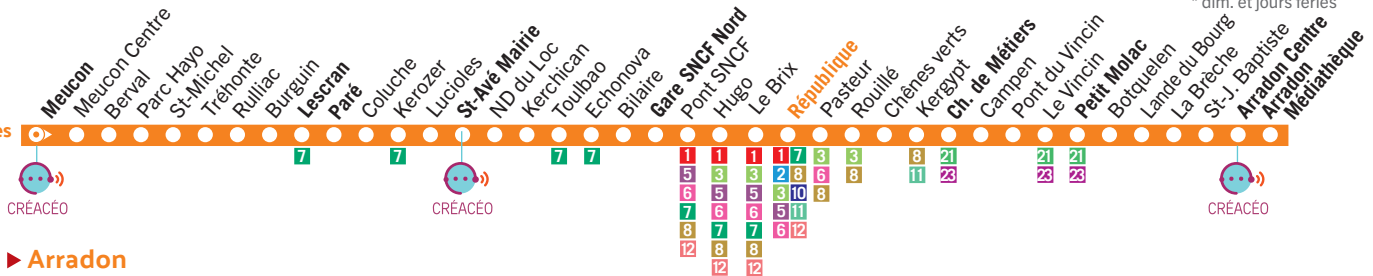 * dim. et jours fériés
Meucon
Meucon Centre
Berval
Parc Hayo
St-Michel
Tréhonte
Rulliac
Burguin
Lescran
Paré
Coluche
Kerozer
Lucioles
St-Avé Mairie
ND du Loc
Kerchican
Toulbao
Echonova
Bilaire
Gare SNCF Nord
Pont SNCF
Hugo
Le Brix
République
Pasteur
Rouillé
Chênes verts
Kergypt
Ch. de Métiers
Campen
Pont du Vincin
Le Vincin
Petit Molac
Botquelen
Lande du Bourg
La Brèche
St-J. Baptiste
Arradon Centre
Arradon
Médiathèque
es
7 7 7 7 1 1 1 1 7 3 3 8 21 21 21
5 3 3 2 8 6 8 11 23 23 23
6 5 5 3 10 8
7 6 6 5 11
8 7 7 6 12
12 8 8
12 12
CRÉACÉO CRÉACÉO CRÉACÉO
Arradon